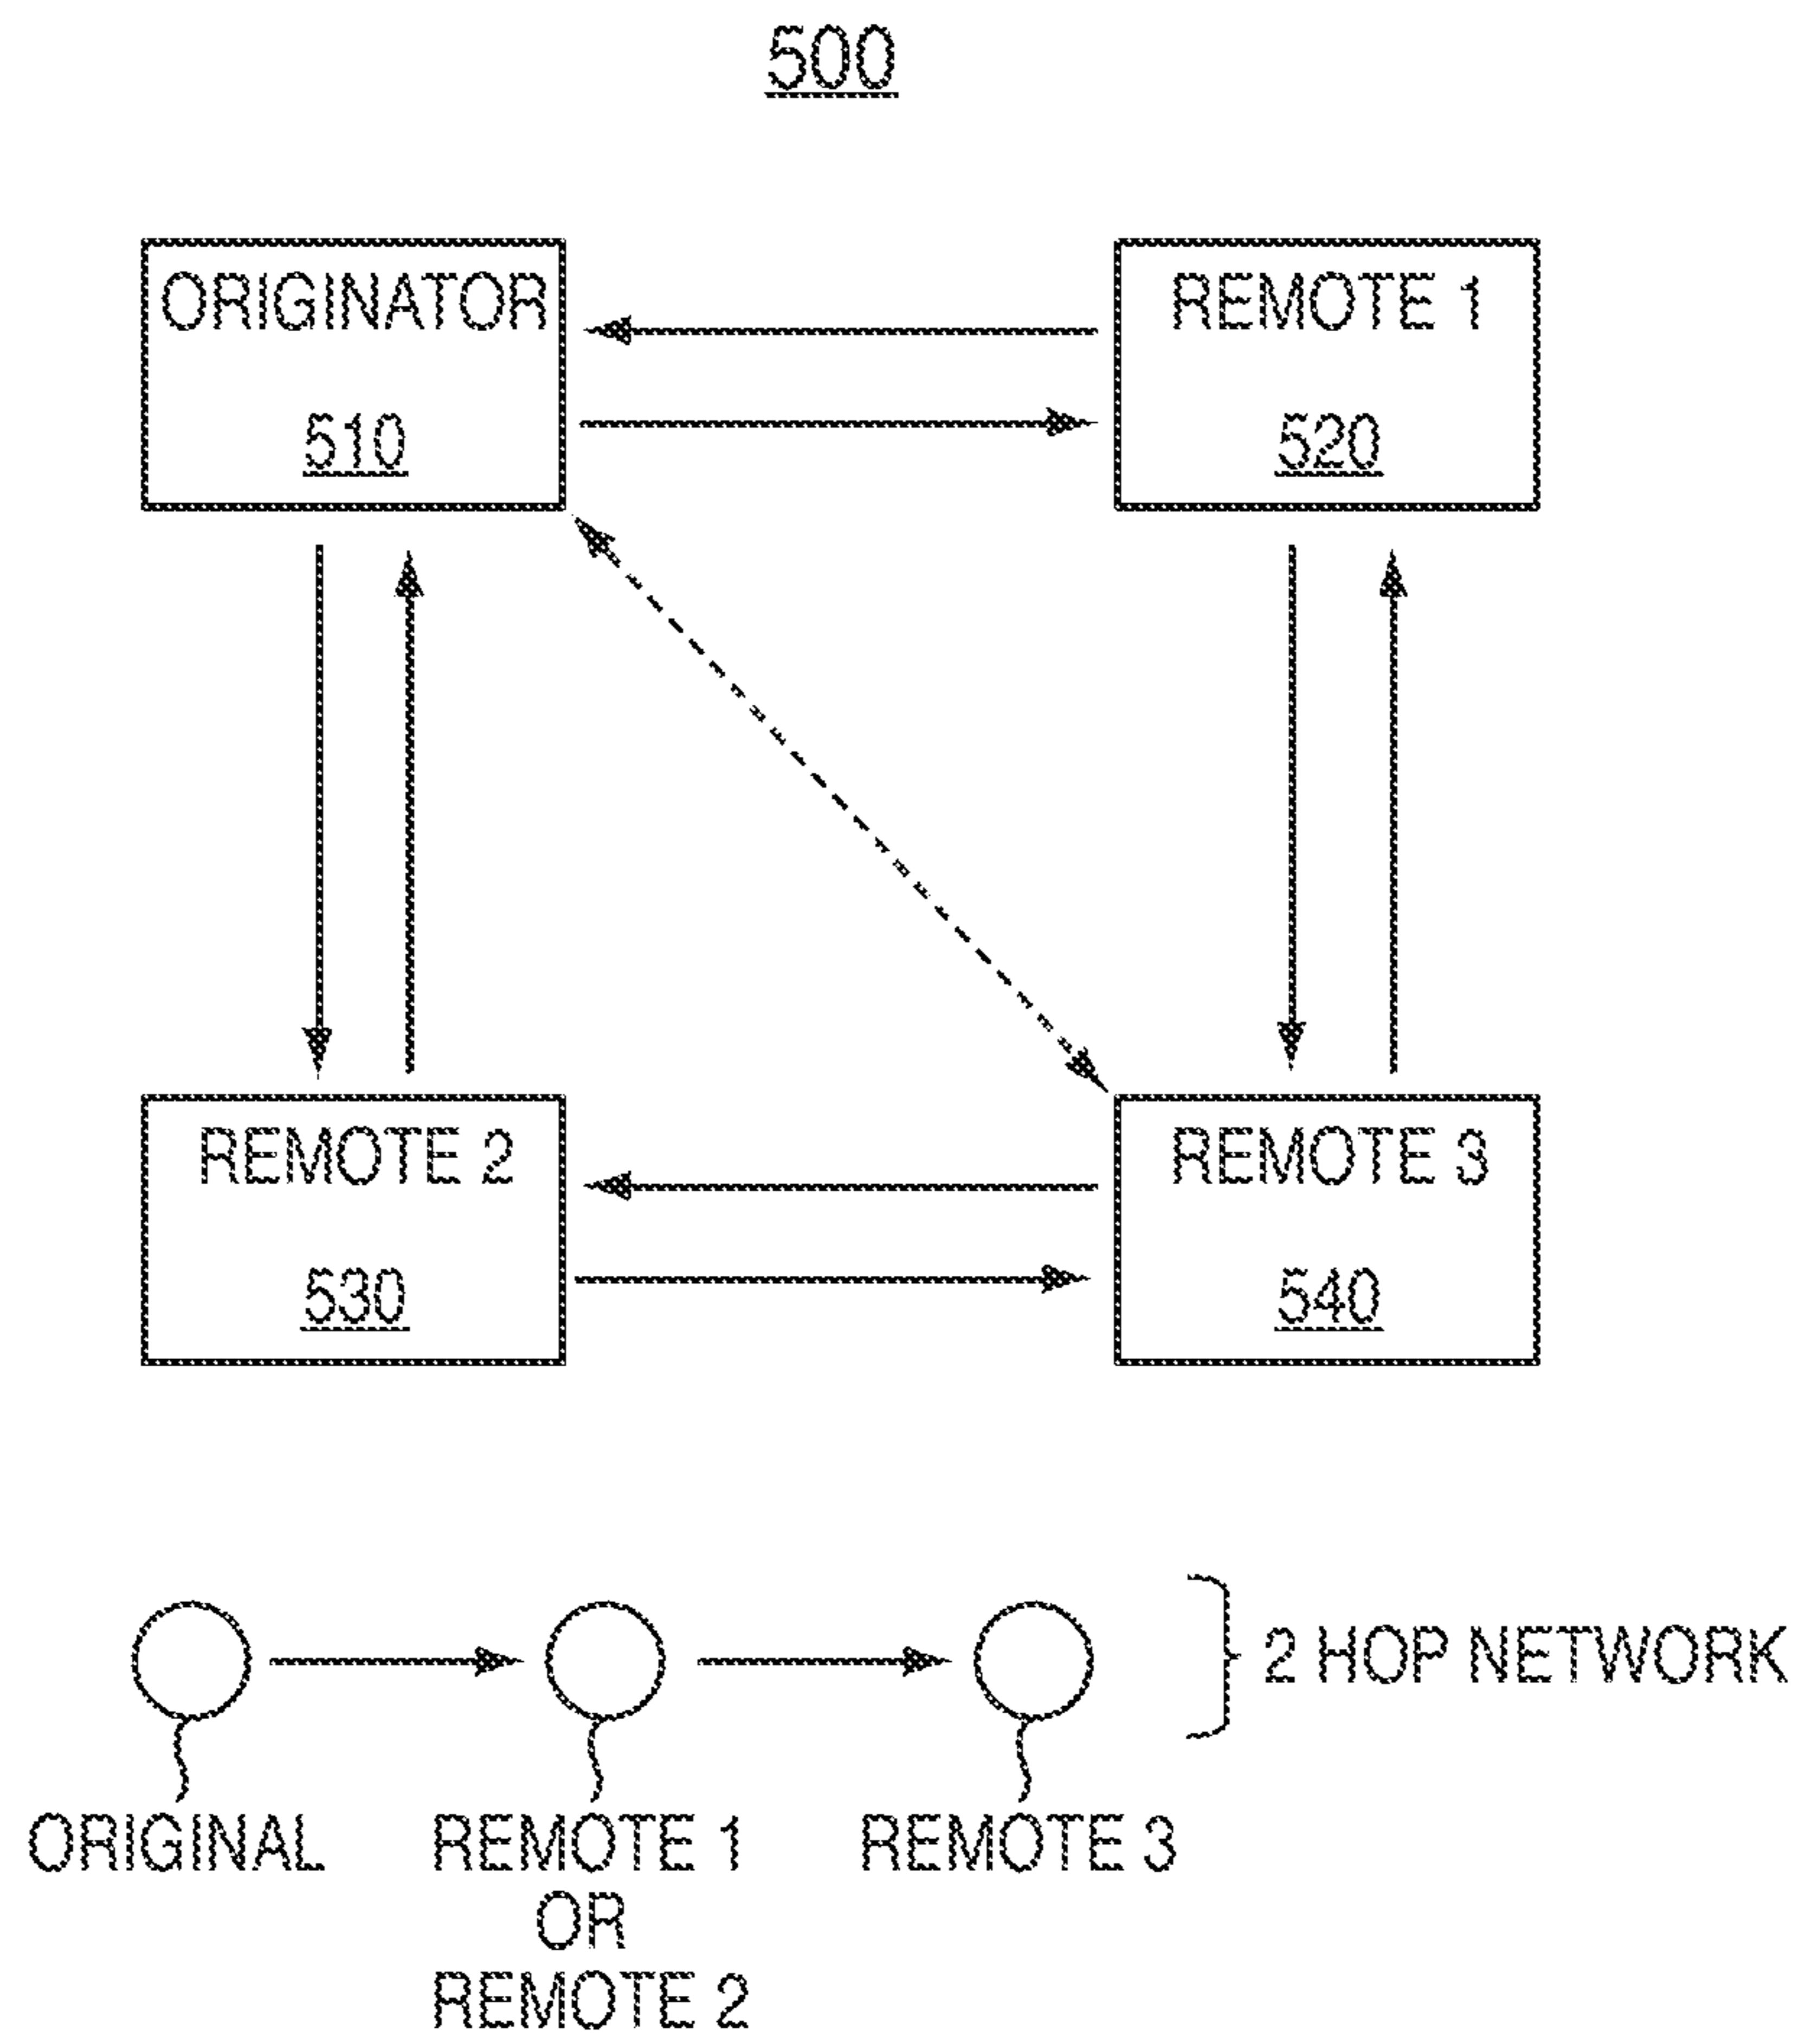 500
ORIGINATOR
510
REMOTE 1
520
REMOTE 2
530
REMOTE 3
540
2 HOP NETWORK
ORIGINAL
REMOTE 1
OR
REMOTE 2
REMOTE 3